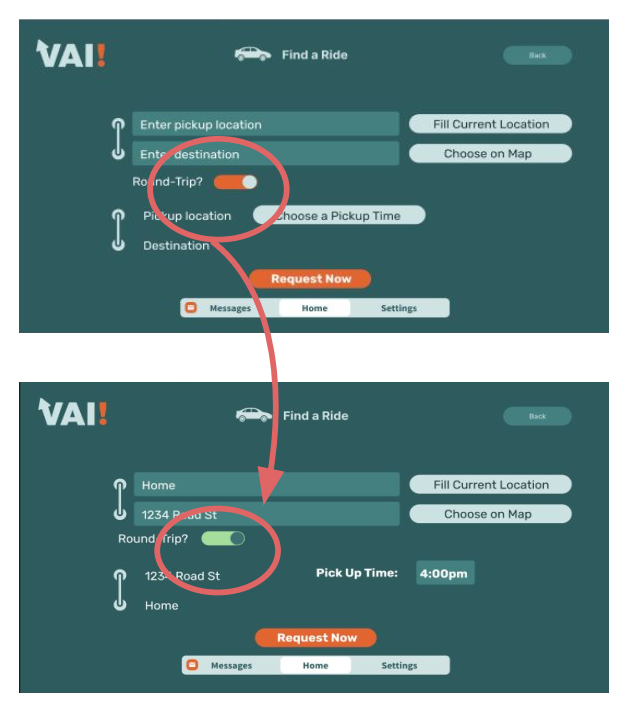 VAI!
Find a Ride
Back
Enter pickup location
Fill Current Location
Enter destination
Choose on Map
Round-Trip?
Pickup location
Choose a Pickup Time
Destination
Request Now
Messages Home Settings
VAI!
Find a Ride
Back
Home
Fill Current Location
1234 Road St
Choose on Map
Round-Trip?
1234 Road St
Pick Up Time: 4:00pm
Home
Request Now
Messages Home Settings